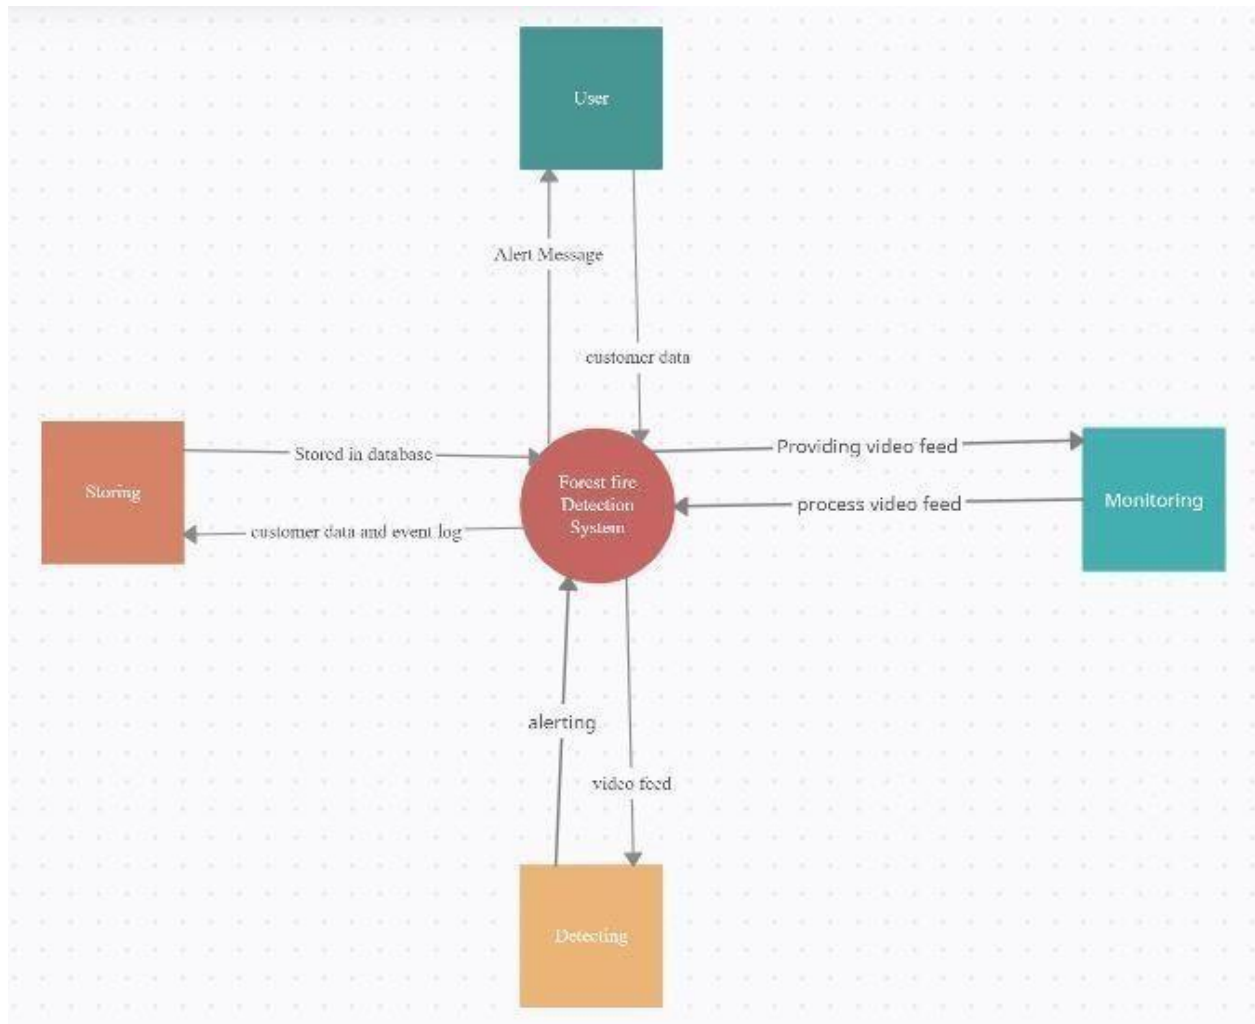 User
Alert Message
customer data
Stored in database
Providing video feed
Storing
Forest fire
Detection
System
Monitoring
process video feed
customer data and event log
alerting
video feed
Detecting